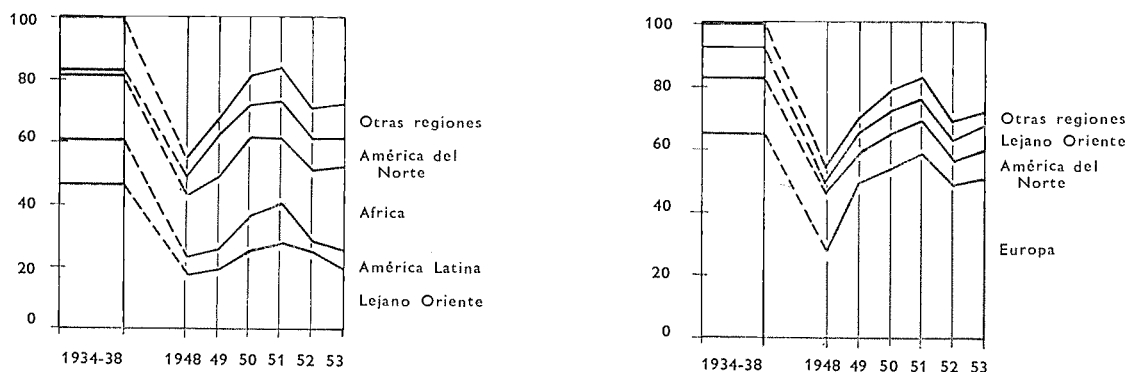 100
80
60
40
20
0
1934-38 1948 49 50 51 52 53
Otras regiones
América del
Norte
Africa
América Latina
Lejano Oriente
100
80
60
40
20
0
1934-38 1948 49 50 51 52 53
Otras regiones
Lejano Oriente
América del
Norte
Europa